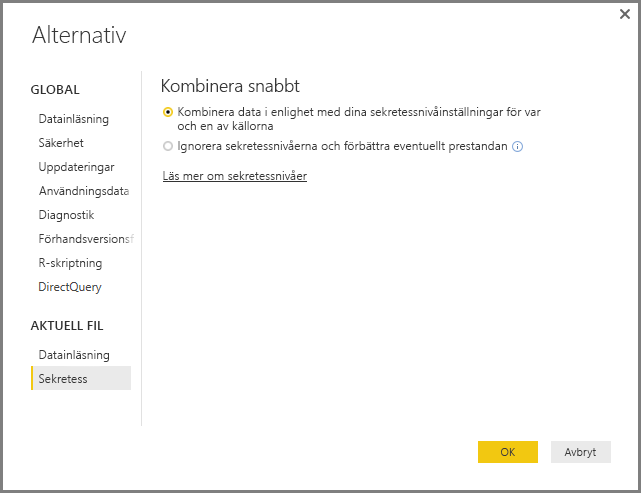 Alternativ
GLOBAL
Datainläsning
Säkerhet
Uppdateringar
Användningsdata
Diagnostik
Förhandsversionsf
R-skriptning
DirectQuery
AKTUELL FIL
Datainläsning
Sekretess
Kombinera snabbt
Kombinera data i enlighet med dina sekretessnivåinställningar för var
och en av källorna
Ignorera sekretessnivåerna och förbättra eventuellt prestandan
Läs mer om sekretessnivåer
OK
Avbryt